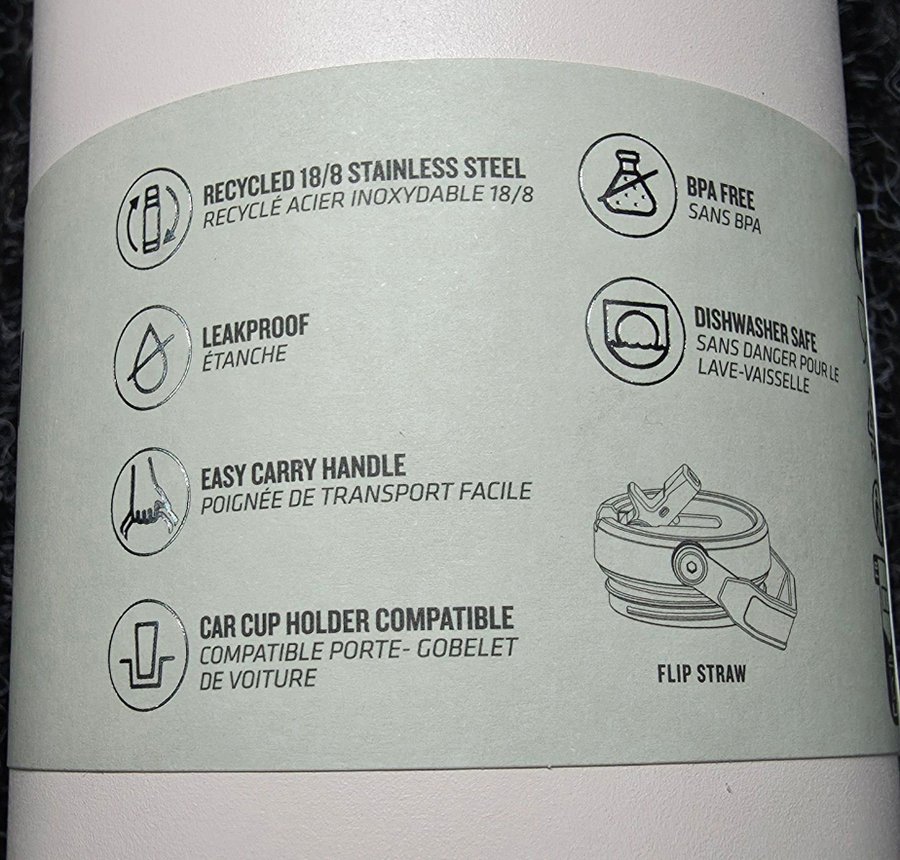 RECYCLED 18/8 STAINLESS STEEL
RECYCLÉ ACIER INOXYDABLE 18/8
LEAKPROOF
ÉTANCHE
EASY CARRY HANDLE
POIGNÉE DE TRANSPORT FACILE
CAR CUP HOLDER COMPATIBLE
COMPATIBLE PORTE- GOBELET
DE VOITURE
BPA FREE
SANS BPA
DISHWASHER SAFE
SANS DANGER POUR LE
LAVE-VAISSELLE
FLIP STRAW